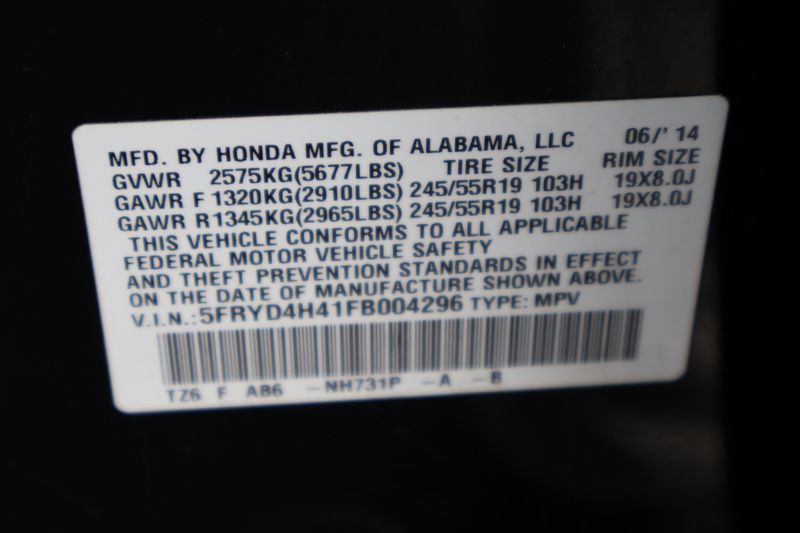 MFD. BY HONDA MFG. OF ALABAMA, LLC 06/' 14
GVWR 2575KG(5677LBS) TIRE SIZE RIM SIZE
GAWR F 1320KG(2910LBS) 245/55R19 103H 19X8.0J
GAWR R 1345KG(2965LBS) 245/55R19 103H 19X8.0J
THIS VEHICLE CONFORMS TO ALL APPLICABLE
FEDERAL MOTOR VEHICLE SAFETY
AND THEFT PREVENTION STANDARDS IN EFFECT
ON THE DATE OF MANUFACTURE SHOWN ABOVE.
V.I.N.: 5FRYD4H41FB004296 TYPE: MPV
TZ6 F AB6 -NH731P -A -B